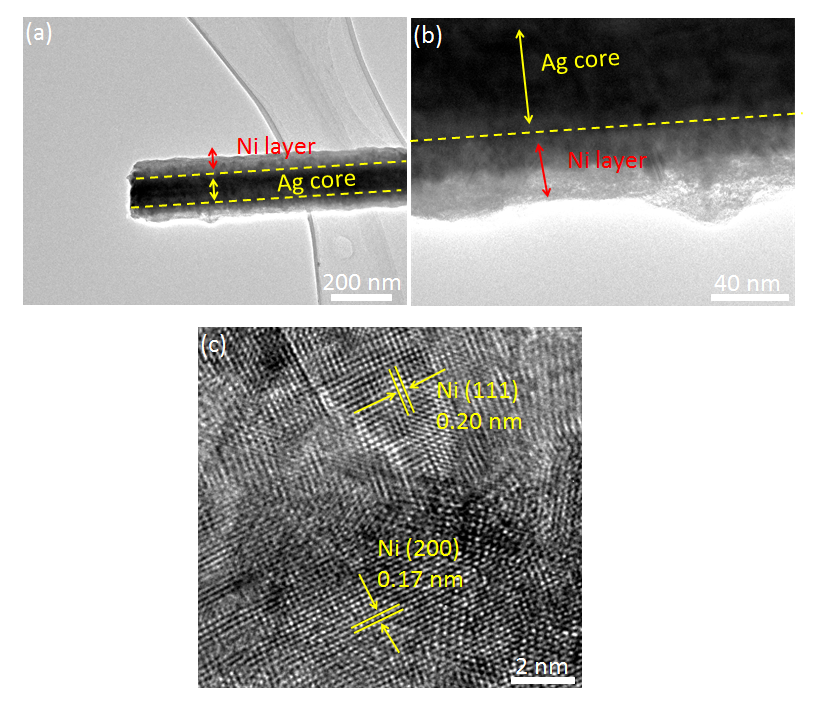 (a)
Ni layer
Ag core
200 nm
(b)
Ag core
Ni layer
40 nm
(c)
Ni (111)
0.20 nm
Ni (200)
0.17 nm
2 nm